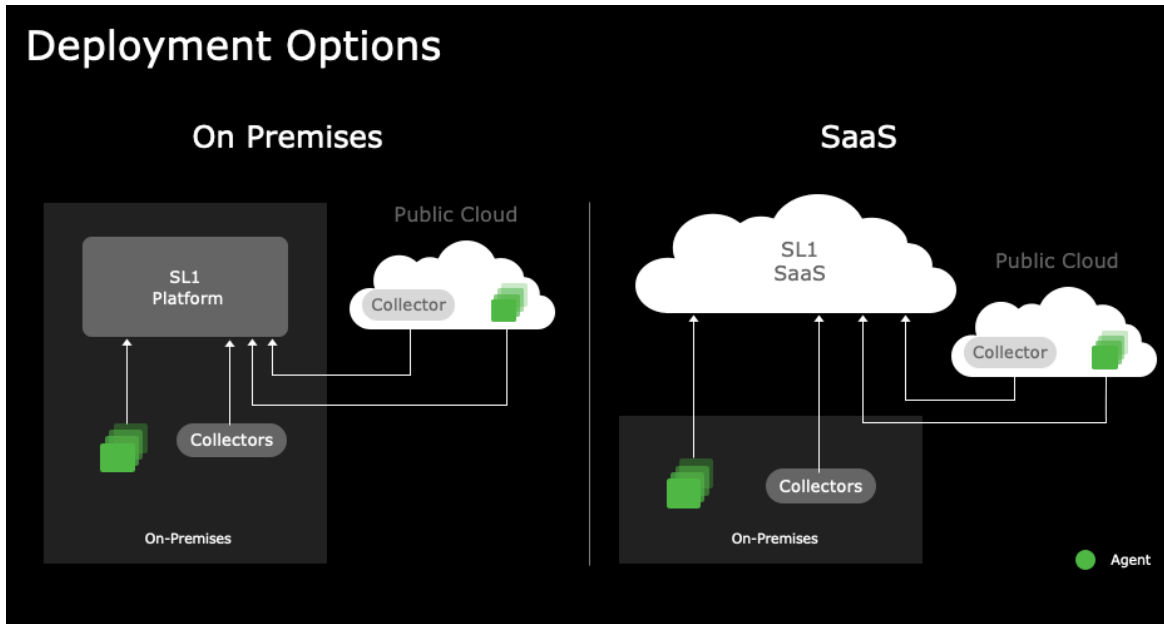 Deployment Options
On Premises
SL1
Platform
Collectors
On-Premises
Public Cloud
Collector
SaaS
SL1
SaaS
Public Cloud
Collector
Collectors
On-Premises
Agent